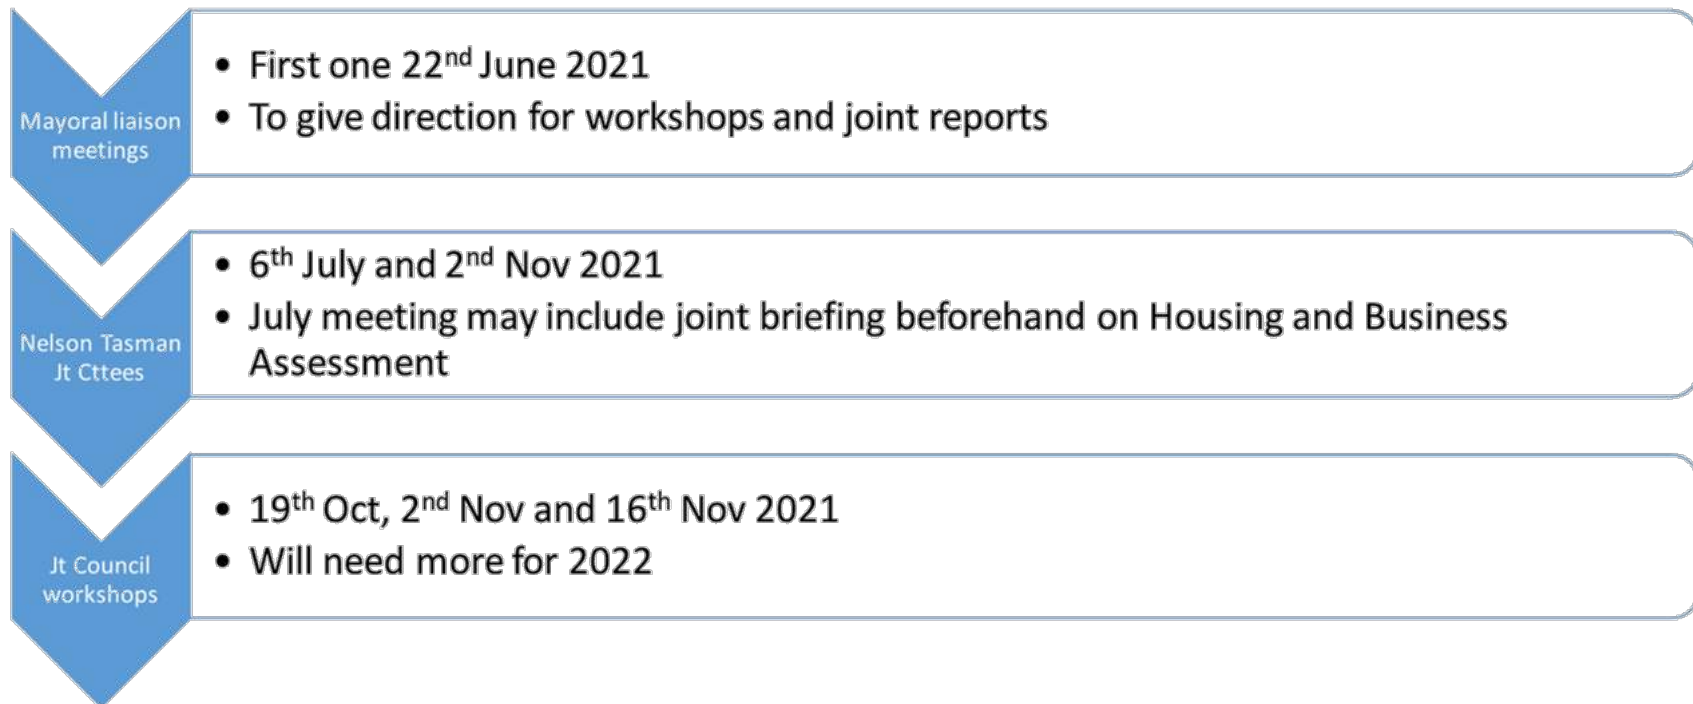 Mayoral liaison
meetings
• First one 22nd June 2021
• To give direction for workshops and joint reports
Nelson Tasman
Jt Cttees
• 6th July and 2nd Nov 2021
• July meeting may include joint briefing beforehand on Housing and Business
Assessment
Jt Council
workshops
• 19th Oct, 2nd Nov and 16th Nov 2021
• Will need more for 2022